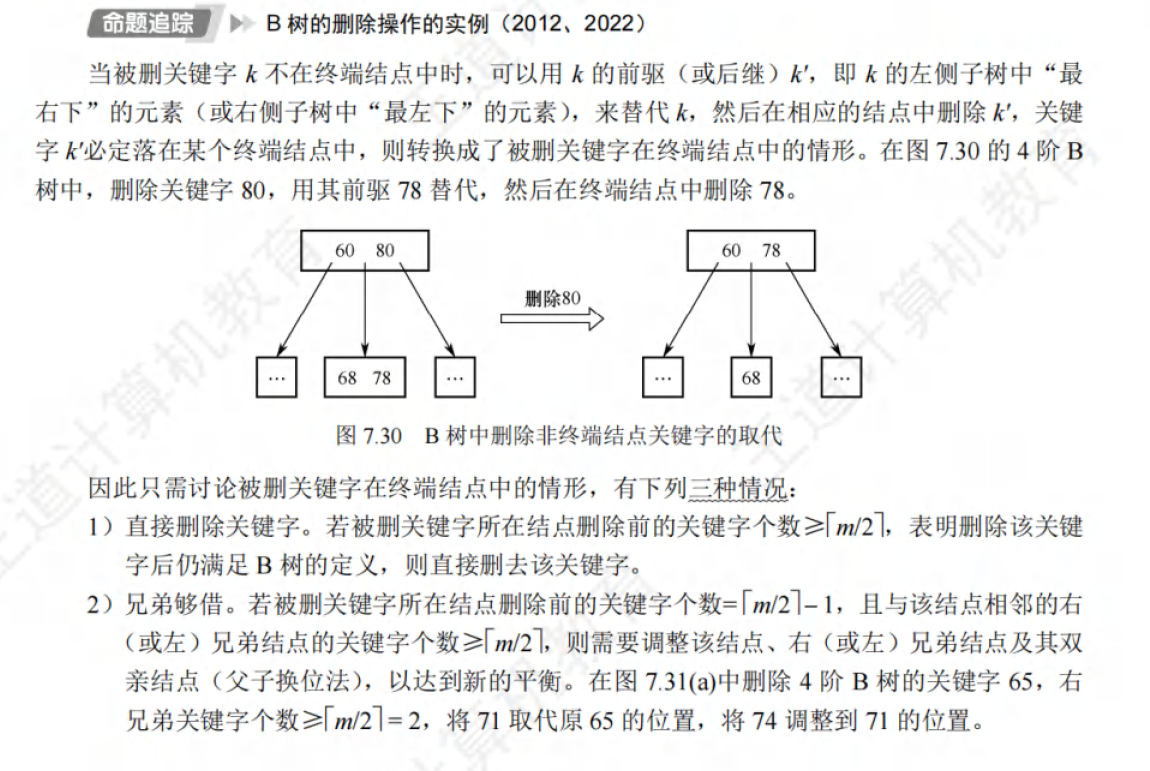 命题追踪 B 树的删除操作的实例（2012、2022）
当被删关键字 k 不在终端结点中时，可以用 k 的前驱（或后继）k′，即 k 的左侧子树中“最
右下”的元素（或右侧子树中“最左下”的元素），来替代 k，然后在相应的结点中删除 k′，关键
字 k′必定落在某个终端结点中，则转换成了被删关键字在终端结点中的情形。在图 7.30 的 4 阶 B
树中，删除关键字 80，用其前驱 78 替代，然后在终端结点中删除 78。
60 80
删除80
60 78
… 68 78 …
… 68 …
图 7.30 B 树中删除非终端结点关键字的取代
因此只需讨论被删关键字在终端结点中的情形，有下列三种情况：
1）直接删除关键字。若被删关键字所在结点删除前的关键字个数≥⌈m/2⌉，表明删除该关键
字后仍满足 B 树的定义，则直接删去该关键字。
2）兄弟够借。若被删关键字所在结点删除前的关键字个数=⌈m/2⌉−1，且与该结点相邻的右
（或左）兄弟结点的关键字个数≥⌈m/2⌉，则需要调整该结点、右（或左）兄弟结点及其双
亲结点（父子换位法），以达到新的平衡。在图 7.31(a)中删除 4 阶 B 树的关键字 65，右
兄弟关键字个数≥⌈m/2⌉=2，将 71 取代原 65 的位置，将 74 调整到 71 的位置。
王道计算机教育